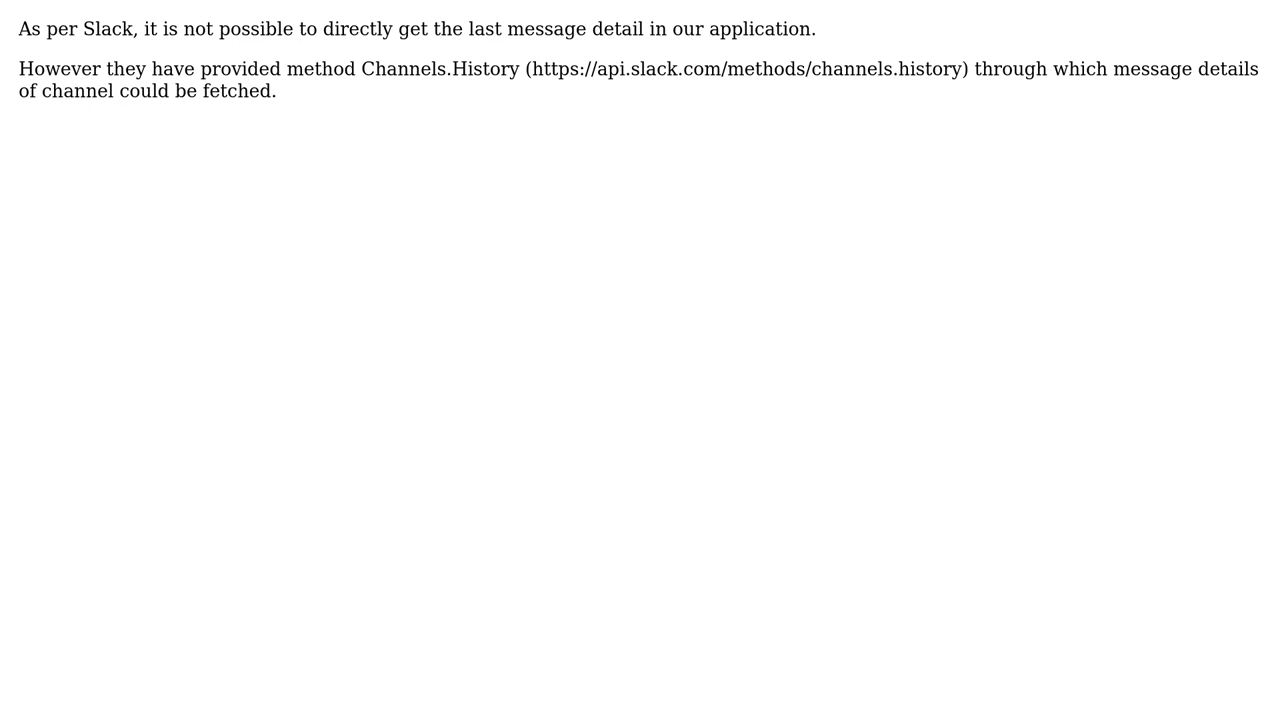 As per Slack, it is not possible to directly get the last message detail in our application.
However they have provided method Channels.History (https://api.slack.com/methods/channels.history) through which message details
of channel could be fetched.